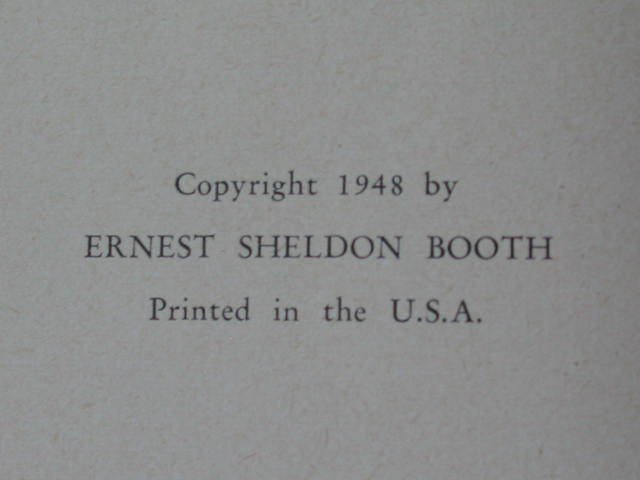 Copyright 1948 by
ERNEST SHELDON BOOTH
Printed in the U.S.A.